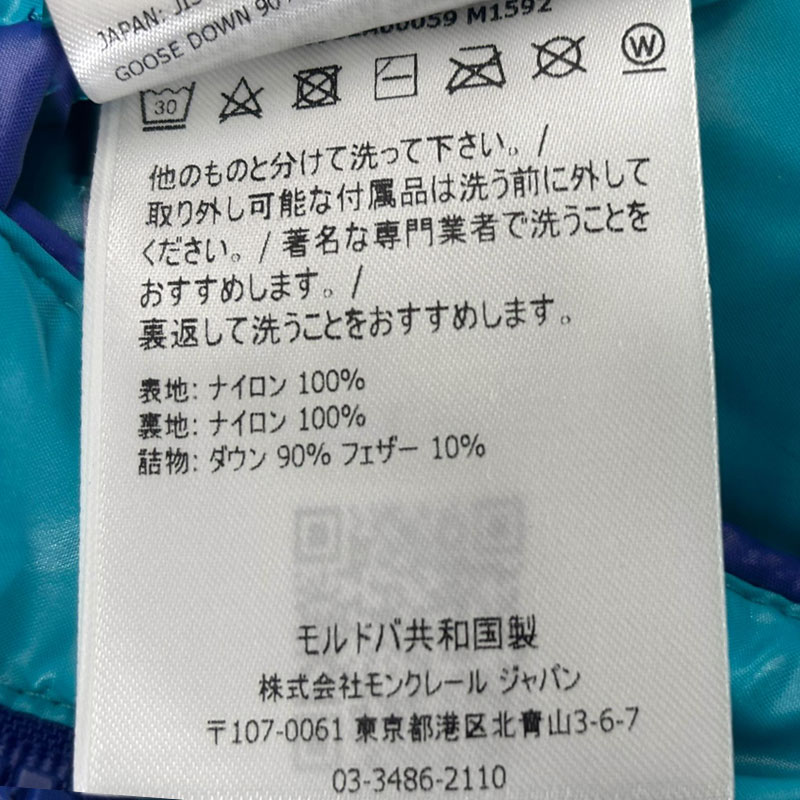 JAPAN: JIS
GOOSE DOWN 90
00059 M1592
30
W
他のものと分けて洗って下さい。/
取り外し可能な付属品は洗う前に外して
ください。/ 著名な専門業者で洗うことを
おすすめします。/
裏返して洗うことをおすすめします。
表地: ナイロン 100%
裏地: ナイロン 100%
詰物: ダウン 90% フェザー 10%
モルドバ共和国製
株式会社モンクレール ジャパン
〒107-0061 東京都港区北青山3-6-7
03-3486-2110